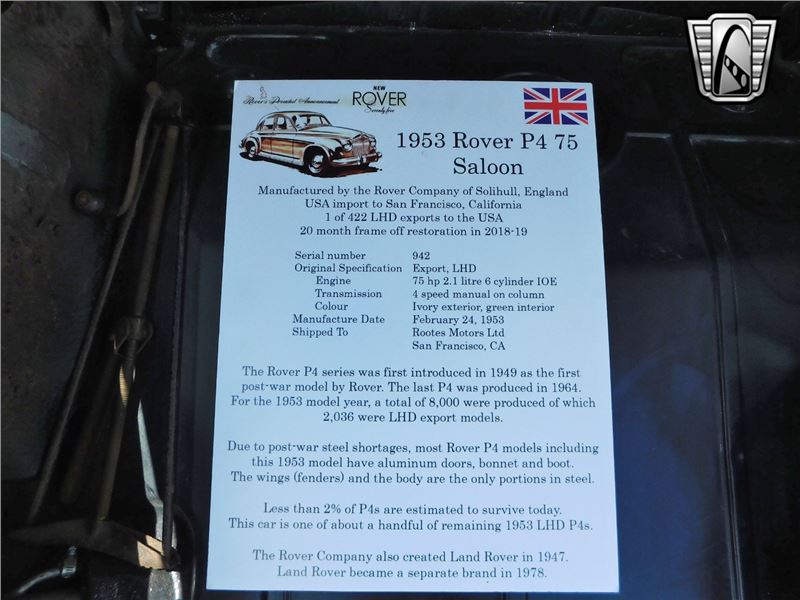 Rover's Greatest Announcement
NEW
ROVER
Seventy-five
1953 Rover P4 75
Saloon
Manufactured by the Rover Company of Solihull, England
USA import to San Francisco, California
1 of 422 LHD exports to the USA
20 month frame off restoration in 2018-19
Serial number 942
Original Specification Export, LHD
Engine 75 hp 2.1 litre 6 cylinder IOE
Transmission 4 speed manual on column
Colour Ivory exterior, green interior
Manufacture Date February 24, 1953
Shipped To Rootes Motors Ltd
San Francisco, CA
The Rover P4 series was first introduced in 1949 as the first
post-war model by Rover. The last P4 was produced in 1964.
For the 1953 model year, a total of 8,000 were produced of which
2,036 were LHD export models.
Due to post-war steel shortages, most Rover P4 models including
this 1953 model have aluminum doors, bonnet and boot.
The wings (fenders) and the body are the only portions in steel.
Less than 2% of P4s are estimated to survive today.
This car is one of about a handful of remaining 1953 LHD P4s.
The Rover Company also created Land Rover in 1947.
Land Rover became a separate brand in 1978.